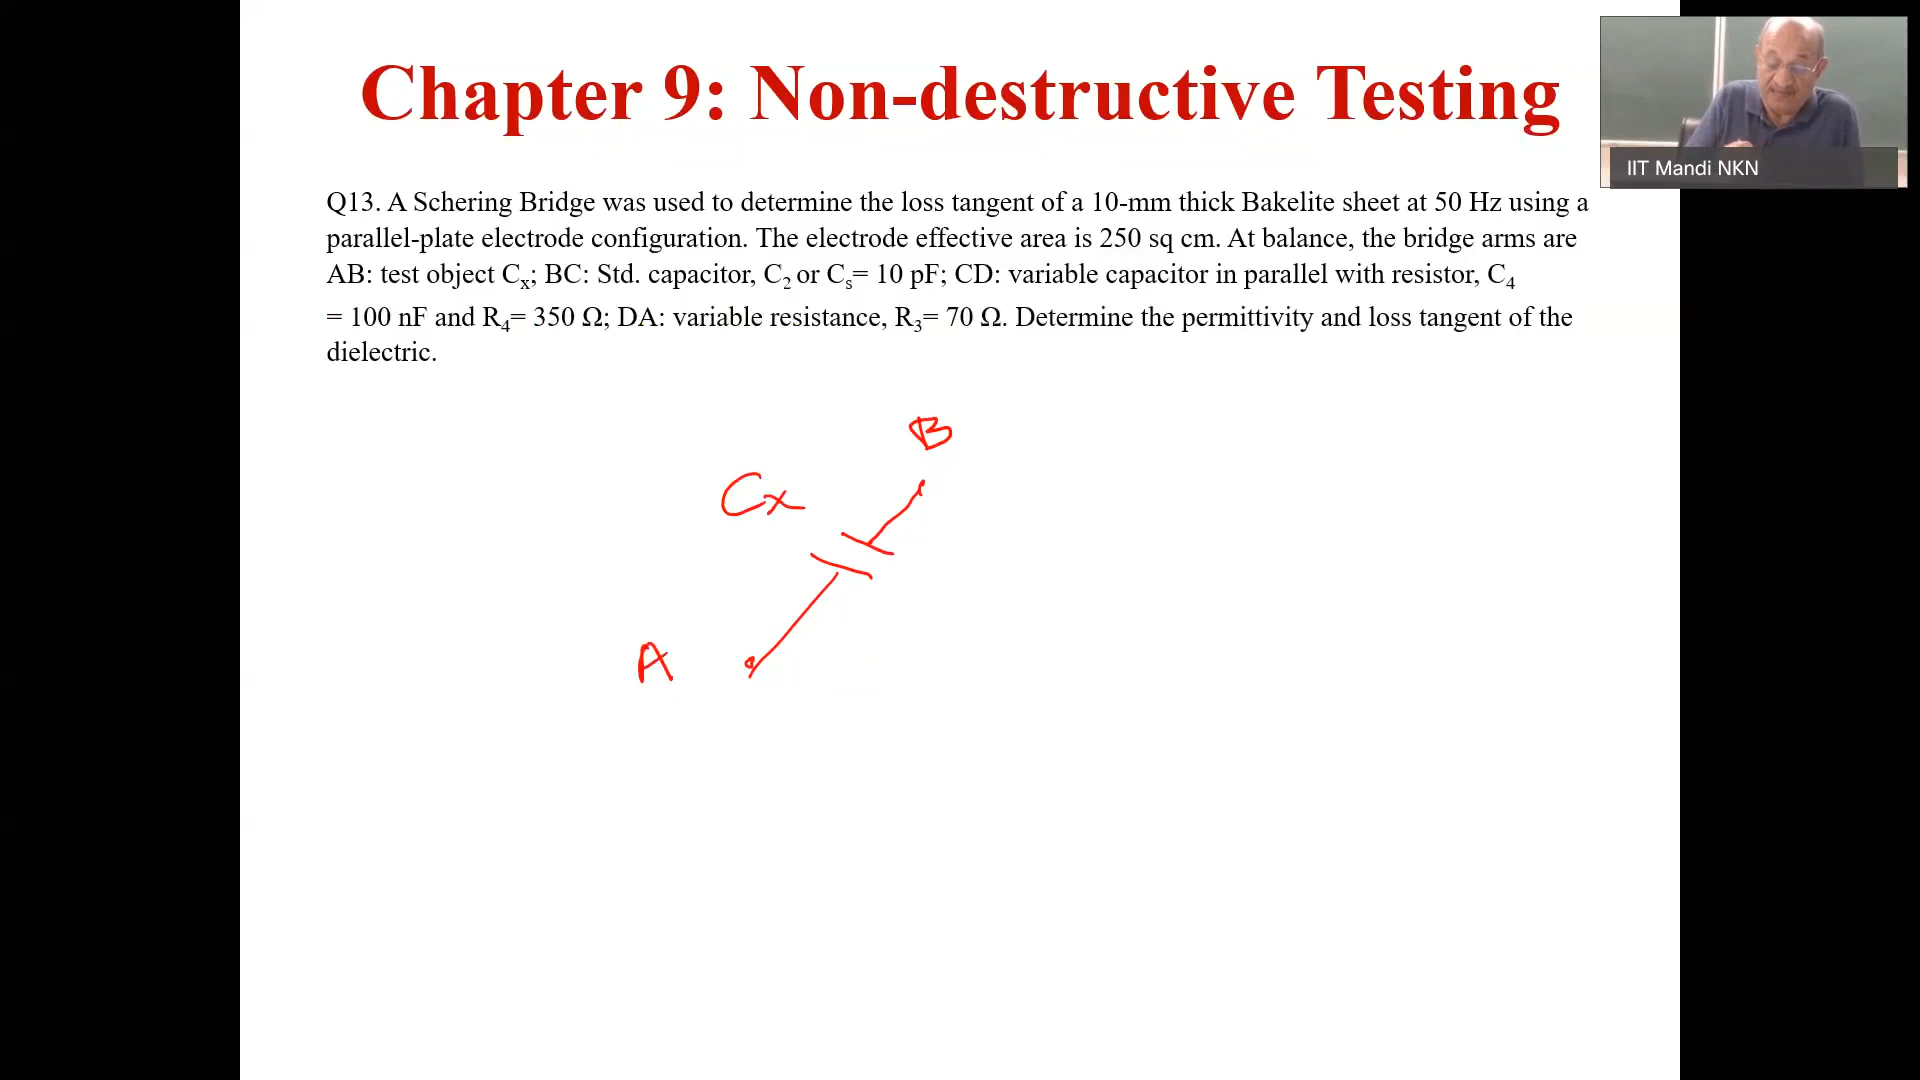 Chapter 9: Non-destructive Testing
IIT Mandi NKN
Q13. A Schering Bridge was used to determine the loss tangent of a 10-mm thick Bakelite sheet at 50 Hz using a
parallel-plate electrode configuration. The electrode effective area is 250 sq cm. At balance, the bridge arms are
AB: test object Cₓ; BC: Std. capacitor, C₂ or Cₛ= 10 pF; CD: variable capacitor in parallel with resistor, C₄
= 100 nF and R₄= 350 Ω; DA: variable resistance, R₃= 70 Ω. Determine the permittivity and loss tangent of the
dielectric.
B
Cx
A